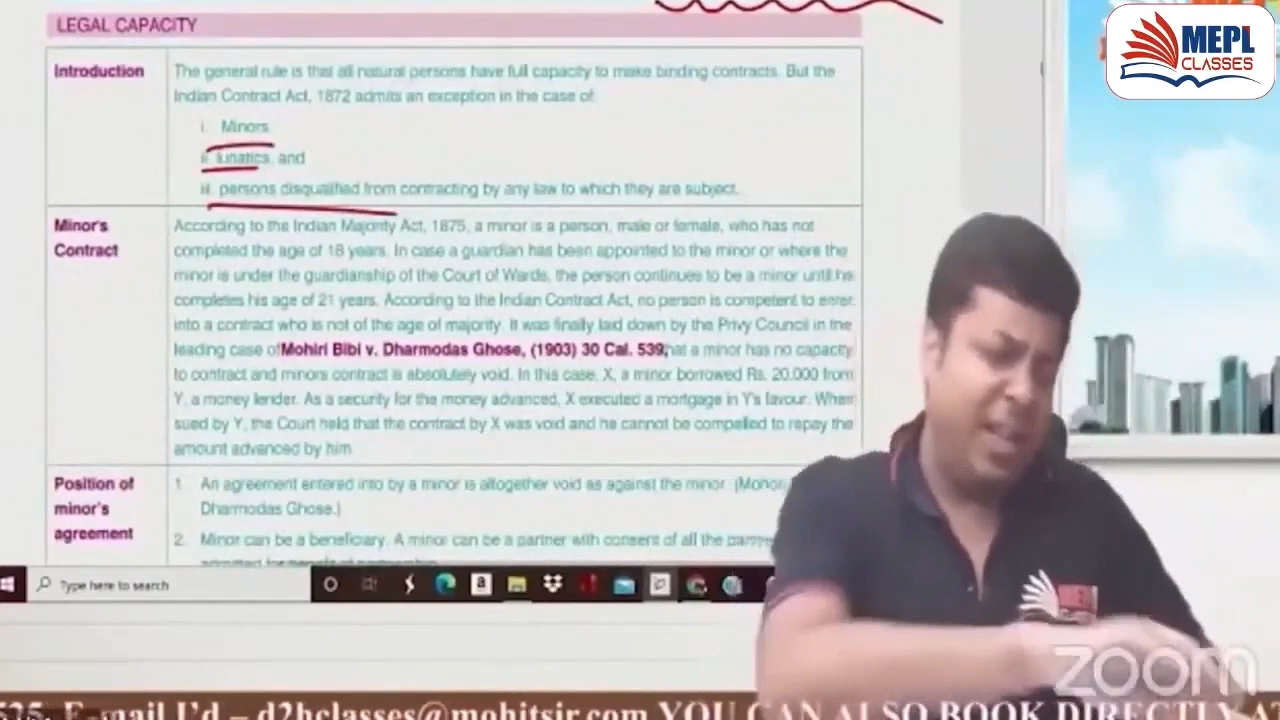 LEGAL CAPACITY
MEPL
CLASSES
Introduction
The general rule is that all natural persons have full capacity to make binding contracts. But the
Indian Contract Act, 1872 admits an exception in the case of:
i. Minors
ii. lunatics, and
iii. persons disqualified from contracting by any law to which they are subject.
Minor's
Contract
According to the Indian Majority Act, 1875, a minor is a person, male or female, who has not
completed the age of 18 years. In case a guardian has been appointed to the minor or where the
minor is under the guardianship of the Court of Wards, the person continues to be a minor until he
completes his age of 21 years. According to the Indian Contract Act, no person is competent to enter
into a contract who is not of the age of majority. It was finally laid down by the Privy Council in the
leading case of Mohiri Bibi v. Dharmodas Ghose, (1903) 30 Cal. 539, that a minor has no capacity
to contract and minors contract is absolutely void. In this case, X, a minor borrowed Rs. 20,000 from
Y, a money lender. As a security for the money advanced, X executed a mortgage in Y's favour. When
sued by Y, the Court held that the contract by X was void and he cannot be compelled to repay the
amount advanced by him.
Position of
minor's
agreement
1. An agreement entered into by a minor is altogether void as against the minor. (Mohori
Dharmodas Ghose.)
2. Minor can be a beneficiary. A minor can be a partner with consent of all the
admitted for benefit of partnership
Type here to search
MEPL
zoom
525, E-mail I'd – d2hclasses@mohitsir.com YOU CAN ALSO BOOK DIRECTLY AT